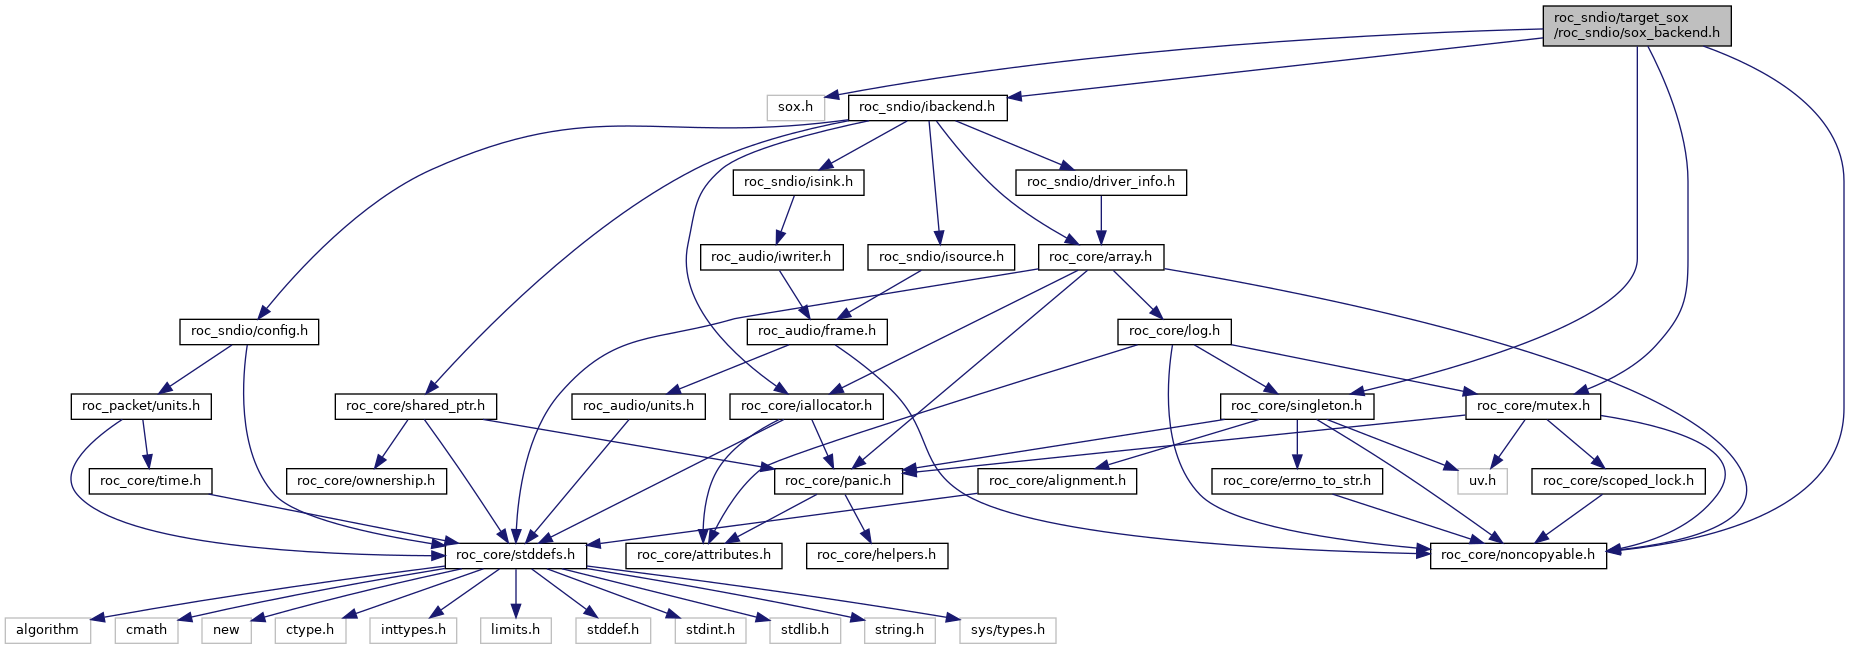 roc_sndio/target_sox
/roc_sndio/sox_backend.h
sox.h
roc_sndio/ibackend.h
roc_sndio/isink.h
roc_sndio/driver_info.h
roc_audio/iwriter.h
roc_sndio/isource.h
roc_core/array.h
roc_sndio/config.h
roc_audio/frame.h
roc_core/log.h
roc_packet/units.h
roc_core/shared_ptr.h
roc_audio/units.h
roc_core/iallocator.h
roc_core/singleton.h
roc_core/mutex.h
roc_core/time.h
roc_core/ownership.h
roc_core/panic.h
roc_core/alignment.h
roc_core/errno_to_str.h
uv.h
roc_core/scoped_lock.h
roc_core/stddefs.h
roc_core/attributes.h
roc_core/helpers.h
roc_core/noncopyable.h
algorithm
cmath
new
ctype.h
inttypes.h
limits.h
stddef.h
stdint.h
stdlib.h
string.h
sys/types.h